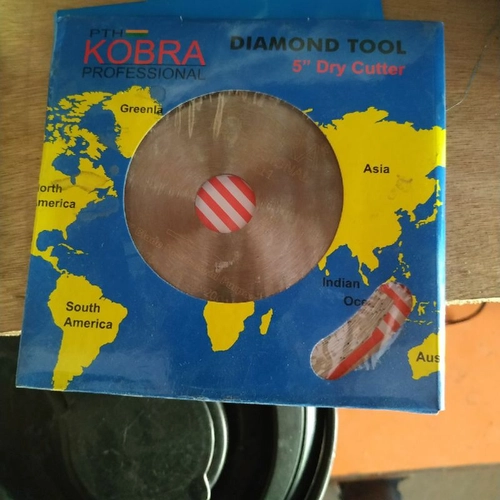 PTH
KOBRA
PROFESSIONAL
DIAMOND TOOL
5" Dry Cutter
Greenla
Asia
orth
merica
Indian
Oce
South
America
Aus